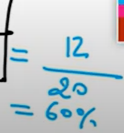 = 12
20
= 60%